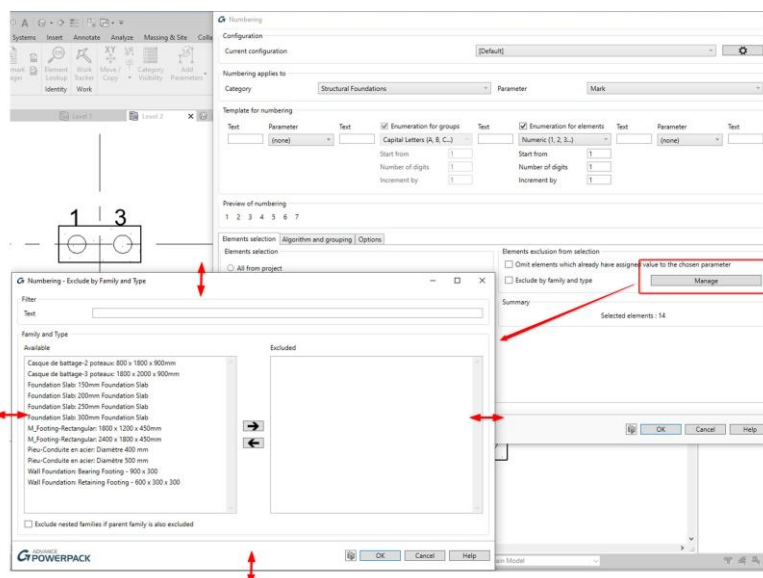 Numbering
Systems Insert Annotate Analyze Massing & Site
Element Lookup Work Tracker Move / Copy Category Visibility Add Parameters
Identity Work
Level 1 Level 2
1 3
Configuration
Current configuration [Default]
Numbering applies to
Category Structural Foundations Parameter Mark
Template for numbering
Text Parameter Text Enumeration for groups Text Enumeration for elements Text Parameter Text
(none) Capital Letters (A, B, C...) Numeric (1, 2, 3...) (none)
Start from 1 Start from 1
Number of digits 1 Number of digits 1
Increment by 1 Increment by 1
Preview of numbering
1 2 3 4 5 6 7
Elements selection Algorithm and grouping Options
Elements selection Elements exclusion from selection
All from project Omit elements which already have assigned value to the chosen parameter
Exclude by family and type Manage
Summary
Selected elements : 14
OK Cancel Help
Numbering - Exclude by Family and Type
Filter
Text
Family and Type
Available Excluded
Casque de battage-2 poteaux: 800 x 1800 x 900mm
Casque de battage-3 poteaux: 1800 x 2000 x 900mm
Foundation Slab: 150mm Foundation Slab
Foundation Slab: 200mm Foundation Slab
Foundation Slab: 250mm Foundation Slab
Foundation Slab: 300mm Foundation Slab
M_Footing-Rectangular: 1800 x 1200 x 450mm
M_Footing-Rectangular: 2400 x 1800 x 450mm
Pieu-Conduite en acier: Diamètre 400 mm
Pieu-Conduite en acier: Diamètre 500 mm
Wall Foundation: Bearing Footing - 900 x 300
Wall Foundation: Retaining Footing - 600 x 300 x 300
Exclude nested families if parent family is also excluded
ADVANCE
POWERPACK
OK Cancel Help
Model